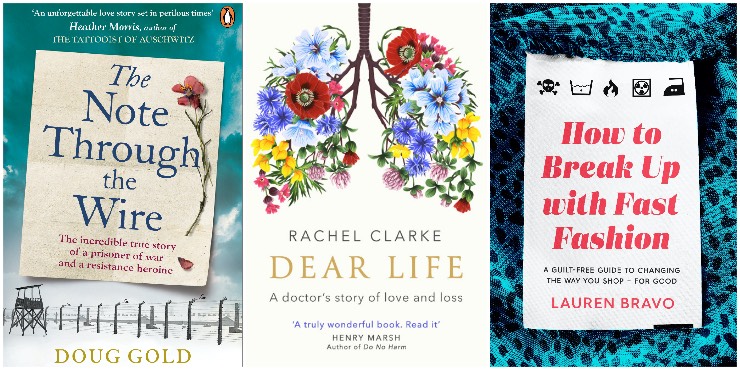 'An unforgettable love story set in perilous times'
Heather Morris, author of
THE TATTOOIST OF AUSCHWITZ
The
Note
Through
the
Wire
The incredible true story
of a prisoner of war
and a resistance heroine
DOUG GOLD
RACHEL CLARKE
DEAR LIFE
A doctor's story of love and loss
'A truly wonderful book. Read it'
HENRY MARSH
Author of Do No Harm
How to
Break Up
with Fast
Fashion
A GUILT-FREE GUIDE TO CHANGING
THE WAY YOU SHOP – FOR GOOD
LAUREN BRAVO